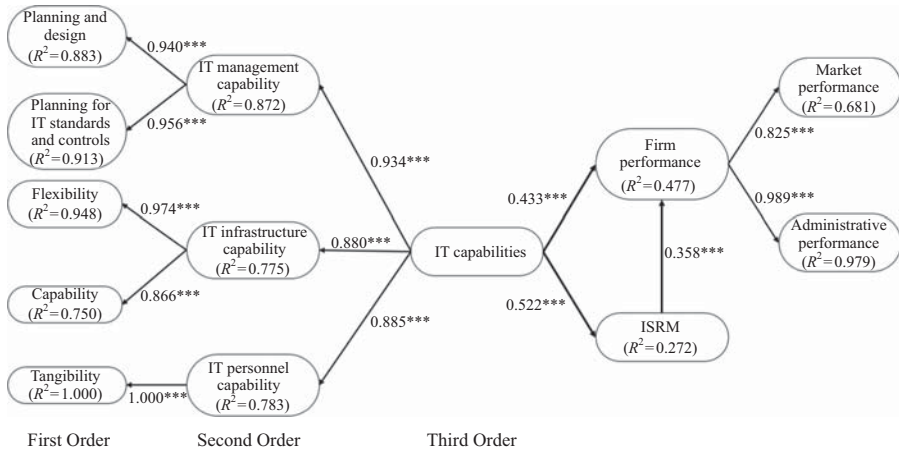 Planning and
design
(R²=0.883)
0.940***
IT management
capability
(R²=0.872)
0.956***
Planning for
IT standards
and controls
(R²=0.913)
Flexibility
(R²=0.948)
0.974***
IT infrastructure
capability
(R²=0.775)
0.866***
Capability
(R²=0.750)
Tangibility
(R²=1.000)
1.000***
IT personnel
capability
(R²=0.783)
0.934***
0.880***
0.885***
IT capabilities
0.433***
0.522***
Firm
performance
(R²=0.477)
0.358***
ISRM
(R²=0.272)
Market
performance
(R²=0.681)
0.825***
0.989***
Administrative
performance
(R²=0.979)
First Order
Second Order
Third Order